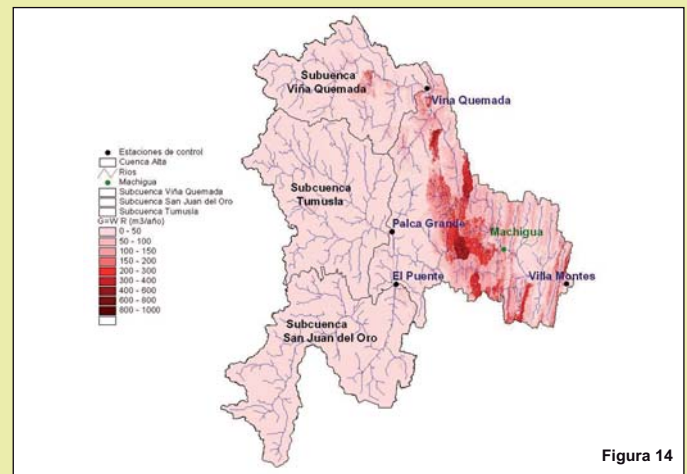 Subuenca
Viña Quemada
Viña Quemada
Estaciones de control
Cuenca Alta
Ríos
Machigua
Subcuenca Viña Quemada
Subcuenca San Juan del Oro
Subcuenca Tumusla
G=W R (m3/año)
0 - 50
50 - 100
100 - 150
150 - 200
200 - 300
300 - 400
400 - 600
600 - 800
800 - 1000
Subcuenca
Tumusla
Palca Grande
Machigua
El Puente
Villa Montes
Subcuenca
San Juan del Oro
Figura 14